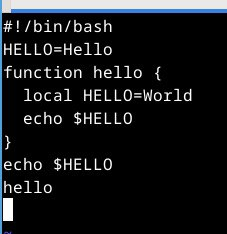 #!/bin/bash
HELLO=Hello
function hello {
  local HELLO=World
  echo $HELLO
}
echo $HELLO
hello
~